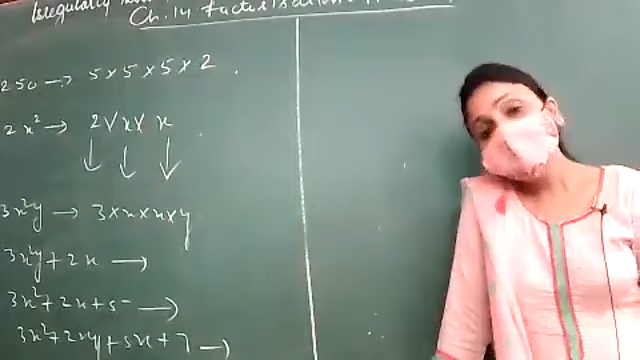 Ch. 14 Factorisation
250 → 5×5×5×2
2x² → 2×x×x
↓ ↓ ↓
3x²y → 3×x×x×y
3x²y+2x →
3x²+2x+5 →
3x²+2xy+5x+7 →